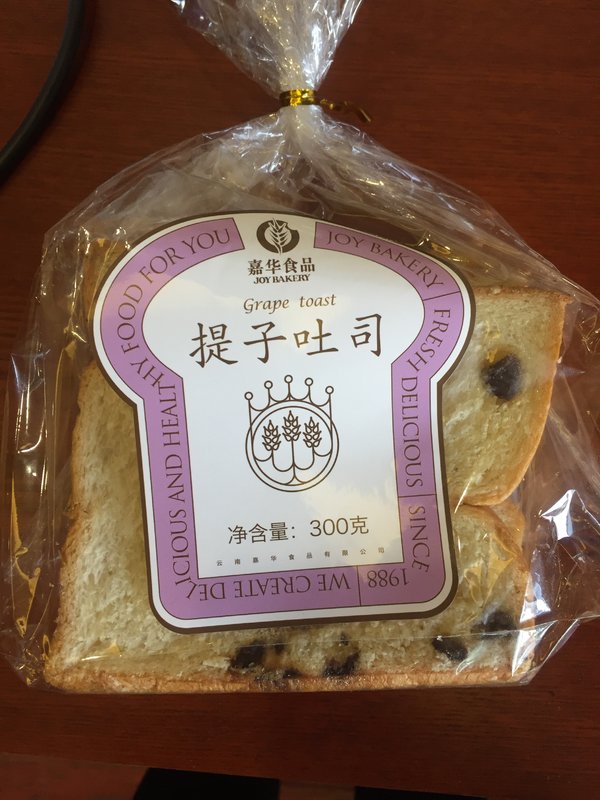 嘉华食品
JOY BAKERY
Grape toast
提子吐司
净含量：300克
云南嘉华食品有限公司
JOY BAKERY
FRESH DELICIOUS
SINCE 1988
WE CREATE DELICIOUS AND HEALTHY FOOD FOR YOU